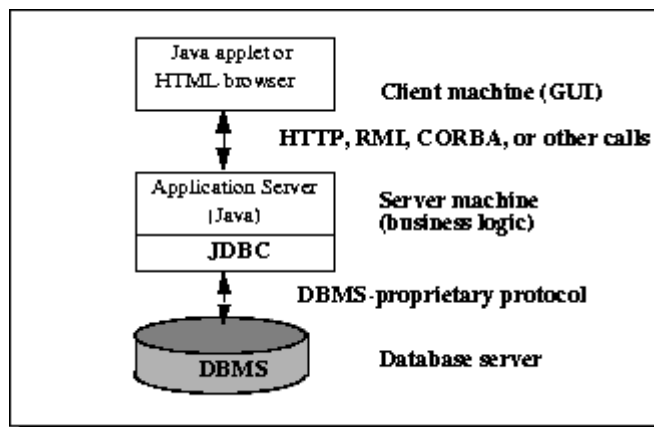 Java applet or
HTML browser
Client machine (GUI)
HTTP, RMI, CORBA, or other calls
Application Server
(Java)
JDBC
Server machine
(business logic)
DBMS-proprietary protocol
DBMS
Database server